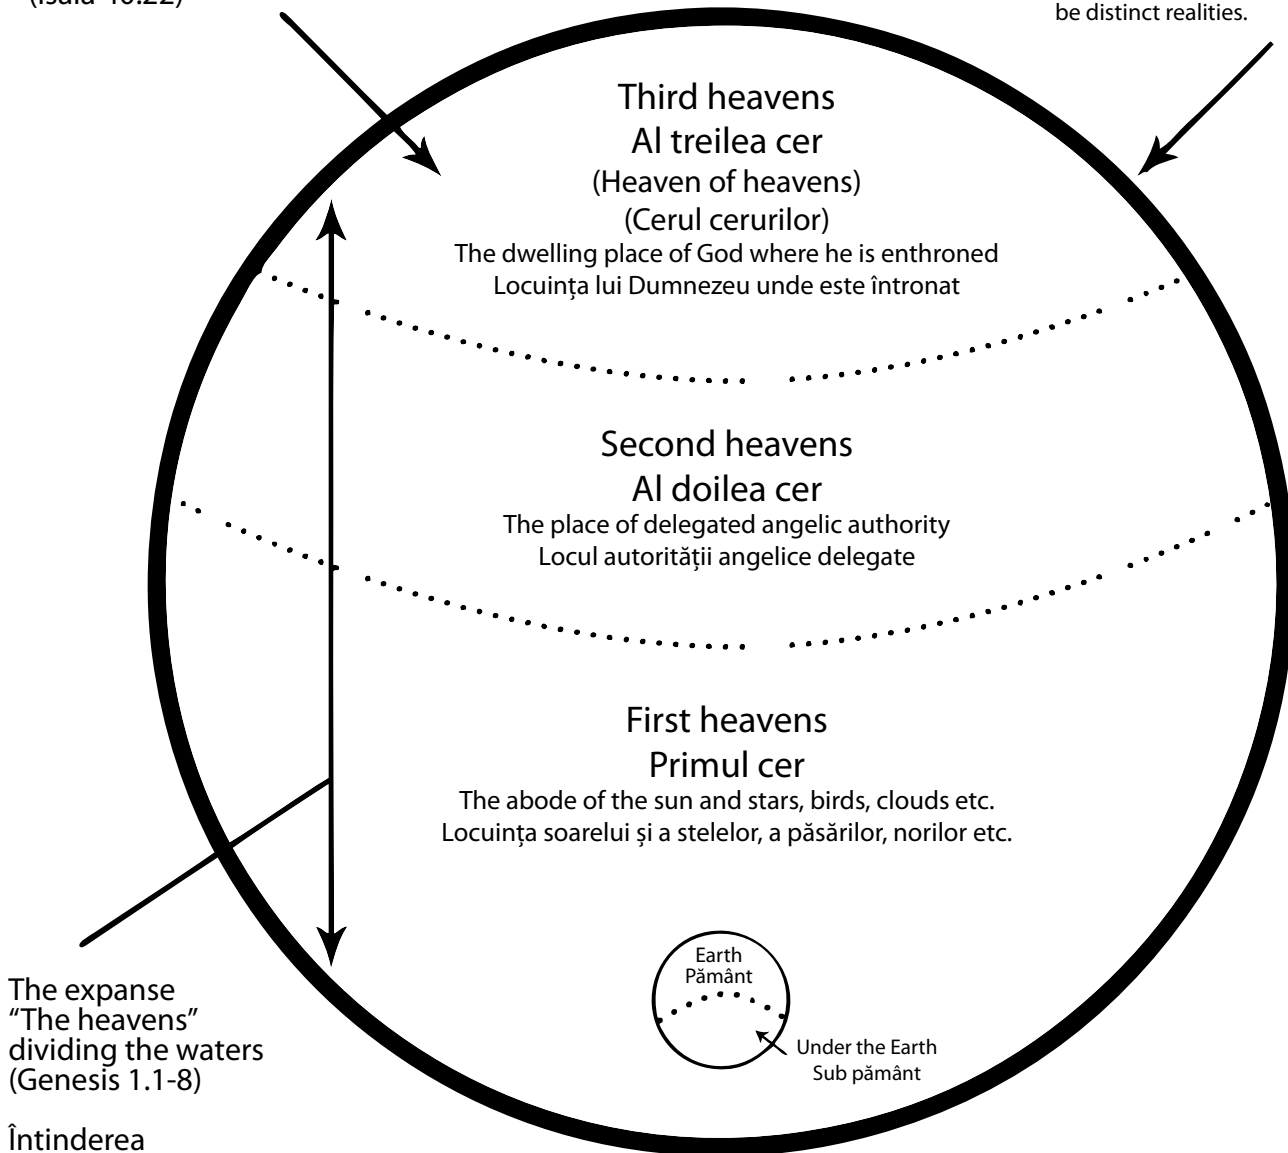 (Isaia 40.22)
be distinct realities.
Third heavens
Al treilea cer
(Heaven of heavens)
(Cerul cerurilor)
The dwelling place of God where he is enthroned
Locuința lui Dumnezeu unde este întronat
Second heavens
Al doilea cer
The place of delegated angelic authority
Locul autorității angelice delegate
First heavens
Primul cer
The abode of the sun and stars, birds, clouds etc.
Locuința soarelui și a stelelor, a păsărilor, norilor etc.
Earth
Pământ
Under the Earth
Sub pământ
The expanse
“The heavens”
dividing the waters
(Genesis 1.1-8)
Întinderea